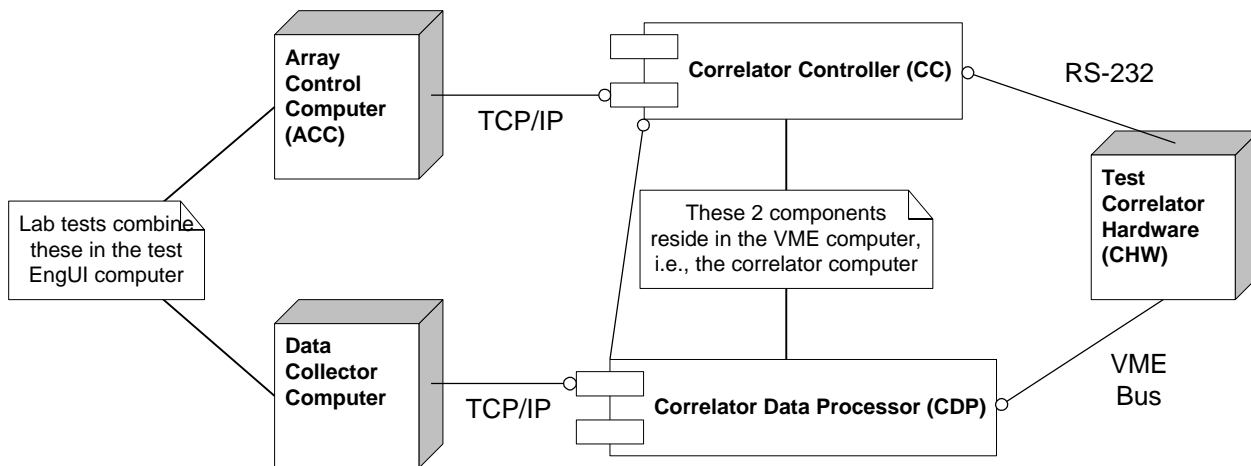 Array
Control
Computer
(ACC)
TCP/IP
Correlator Controller (CC)
RS-232
Lab tests combine
these in the test
EngUI computer
These 2 components
reside in the VME computer,
i.e., the correlator computer
Test
Correlator
Hardware
(CHW)
Data
Collector
Computer
TCP/IP
Correlator Data Processor (CDP)
VME
Bus